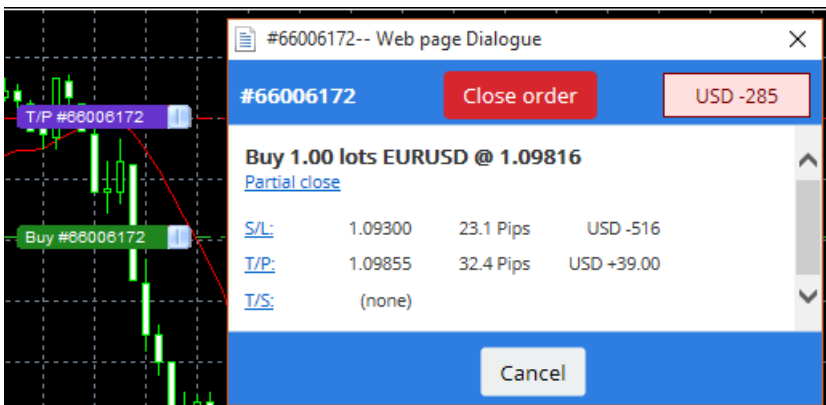 #66006172-- Web page Dialogue
#66006172 Close order USD -285
T/P #66006172
Buy 1.00 lots EURUSD @ 1.09816
Partial close
Buy #66006172
S/L: 1.09300 23.1 Pips USD -516
T/P: 1.09855 32.4 Pips USD +39.00
T/S: (none)
Cancel